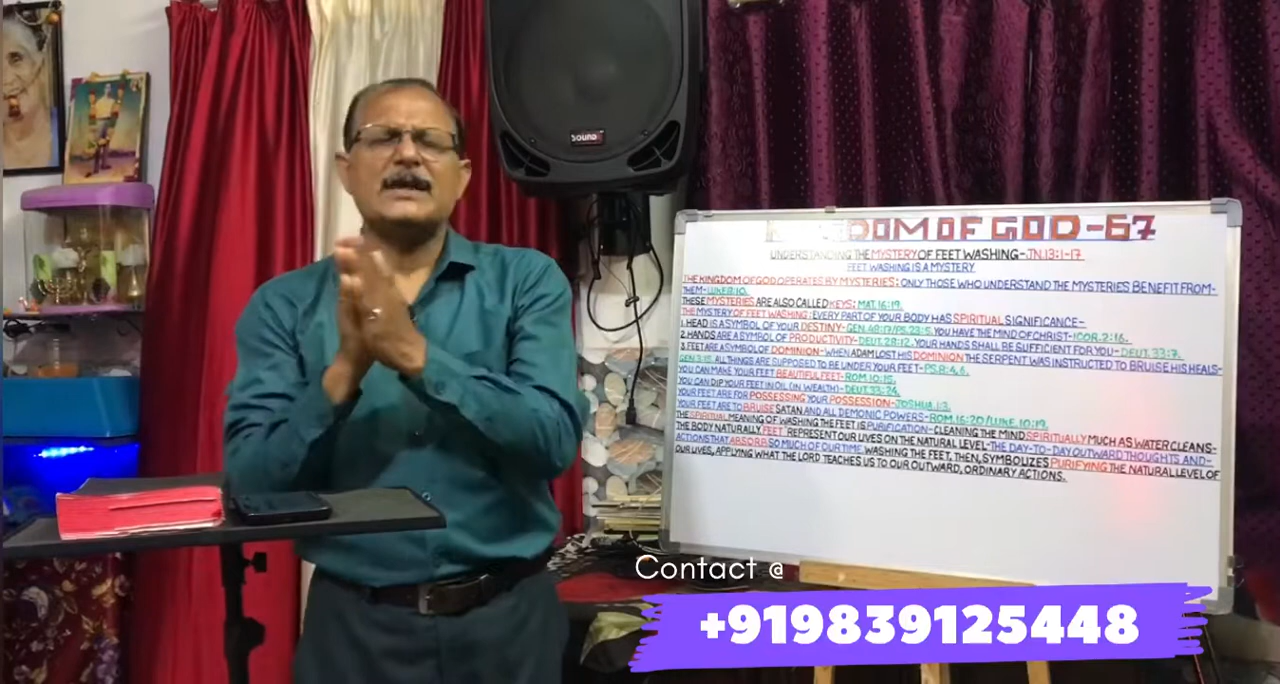 SOUND
KINGDOM OF GOD-67
UNDERSTANDING THE MYSTERY OF FEET WASHING-JN.13:1-17
FEET WASHING IS A MYSTERY
THE KINGDOM OF GOD OPERATES BY MYSTERIES: ONLY THOSE WHO UNDERSTAND THE MYSTERIES BENEFIT FROM-
THEM-LUKE 8:10.
THESE MYSTERIES ARE ALSO CALLED KEYS: MAT.16:19.
THE MYSTERY OF FEET WASHING: EVERY PART OF YOUR BODY HAS SPIRITUAL SIGNIFICANCE-
1. HEAD IS A SYMBOL OF YOUR DESTINY-GEN.48:17/PS.23:5. YOU HAVE THE MIND OF CHRIST-1COR.2:16.
2. HANDS ARE A SYMBOL OF PRODUCTIVITY-DEUT.28:12. YOUR HANDS SHALL BE SUFFICIENT FOR YOU-DEUT.33:7.
3. FEET ARE A SYMBOL OF DOMINION-WHEN ADAM LOST HIS DOMINION THE SERPENT WAS INSTRUCTED TO BRUISE HIS HEALS-
GEN.3:15. ALL THINGS ARE SUPPOSED TO BE UNDER YOUR FEET-PS.8:4,6.
YOU CAN MAKE YOUR FEET BEAUTIFUL FEET-ROM.10:15.
YOU CAN DIP YOUR FEET IN OIL (IN WEALTH)-DEUT.33:24.
YOUR FEET ARE FOR POSSESSING YOUR POSSESSION-JOSHUA.1:3.
YOUR FEET ARE TO BRUISE SATAN AND ALL DEMONIC POWERS-ROM.16:20/LUKE.10:19.
THE SPIRITUAL MEANING OF WASHING THE FEET IS PURIFICATION-CLEANING THE MIND SPIRITUALLY MUCH AS WATER CLEANS-
THE BODY NATURALLY FEET REPRESENT OUR LIVES ON THE NATURAL LEVEL-THE DAY-TO-DAY OUTWARD THOUGHTS AND-
ACTIONS THAT ABSORB SO MUCH OF OUR TIME. WASHING THE FEET, THEN, SYMBOLIZES PURIFYING THE NATURAL LEVEL OF
OUR LIVES, APPLYING WHAT THE LORD TEACHES US TO OUR OUTWARD, ORDINARY ACTIONS.
Contact @
+919839125448